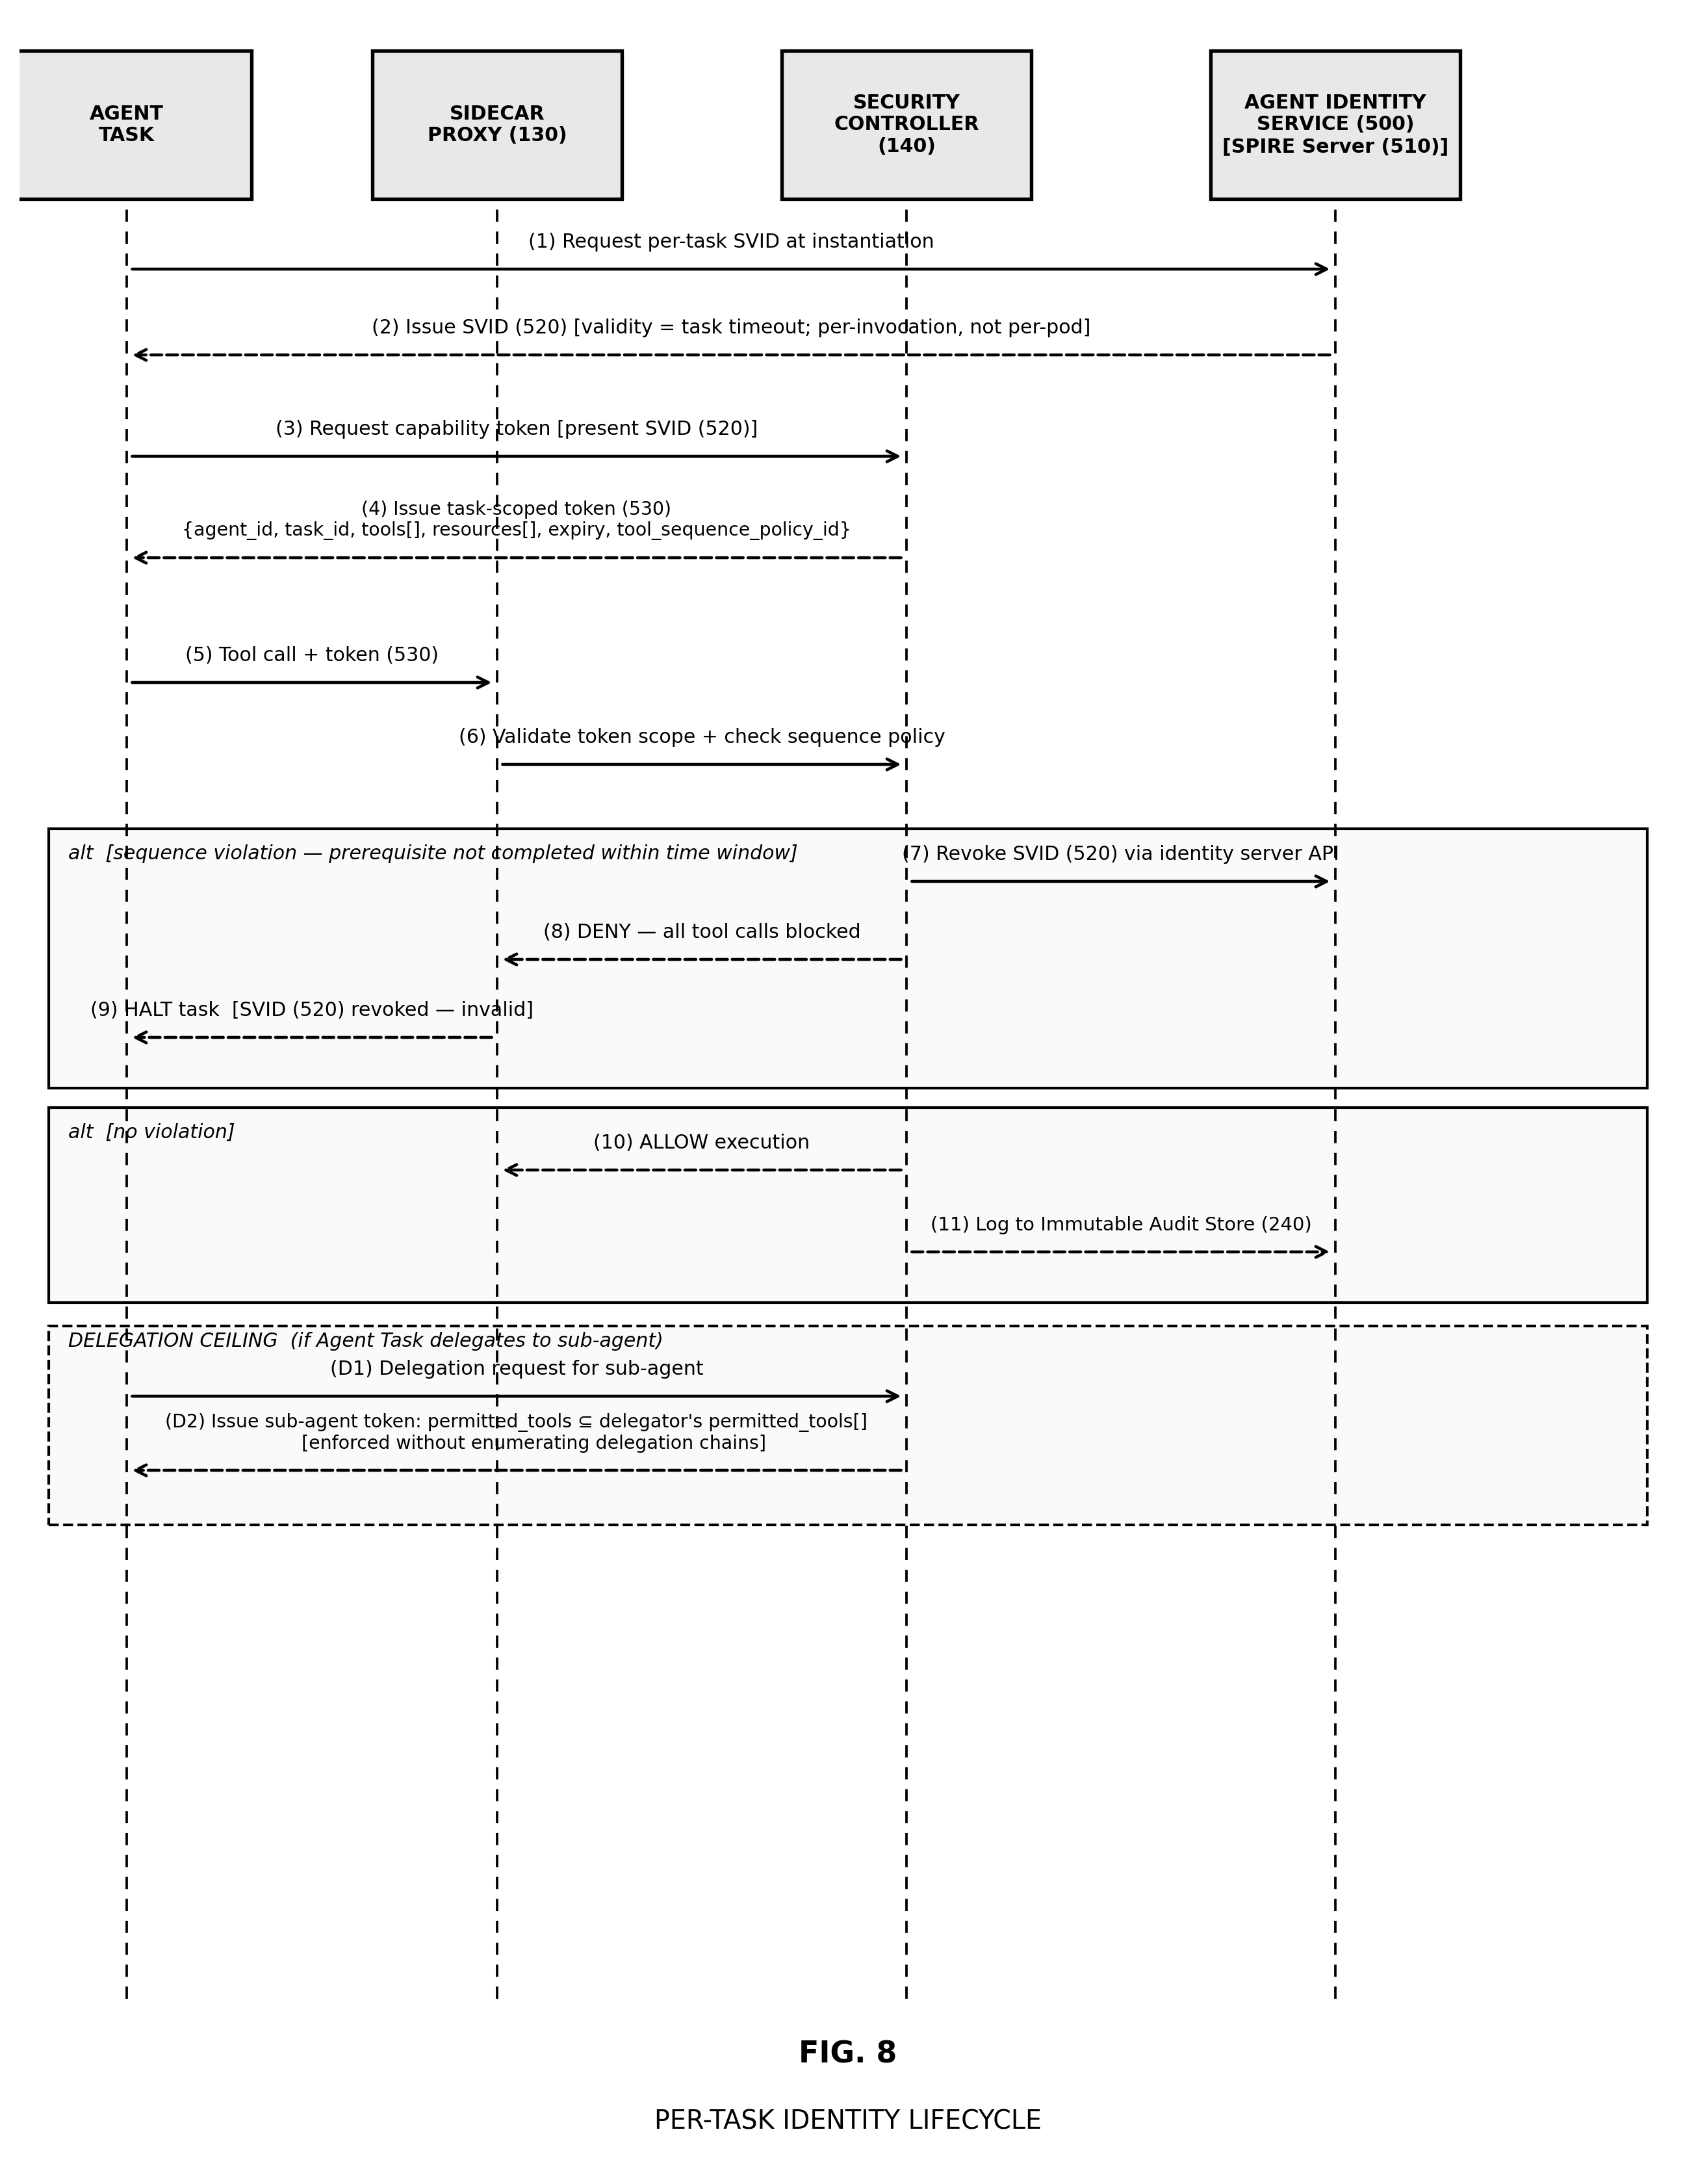 AGENT
TASK
SIDECAR
PROXY (130)
SECURITY
CONTROLLER
(140)
AGENT IDENTITY
SERVICE (500)
[SPIRE Server (510)]
(1) Request per-task SVID at instantiation
(2) Issue SVID (520) [validity = task timeout; per-invocation, not per-pod]
(3) Request capability token [present SVID (520)]
(4) Issue task-scoped token (530)
{agent_id, task_id, tools[], resources[], expiry, tool_sequence_policy_id}
(5) Tool call + token (530)
(6) Validate token scope + check sequence policy
alt [sequence violation — prerequisite not completed within time window]
(7) Revoke SVID (520) via identity server API
(8) DENY — all tool calls blocked
(9) HALT task [SVID (520) revoked — invalid]
alt [no violation]
(10) ALLOW execution
(11) Log to Immutable Audit Store (240)
DELEGATION CEILING (if Agent Task delegates to sub-agent)
(D1) Delegation request for sub-agent
(D2) Issue sub-agent token: permitted_tools ⊆ delegator's permitted_tools[]
[enforced without enumerating delegation chains]
FIG. 8
PER-TASK IDENTITY LIFECYCLE